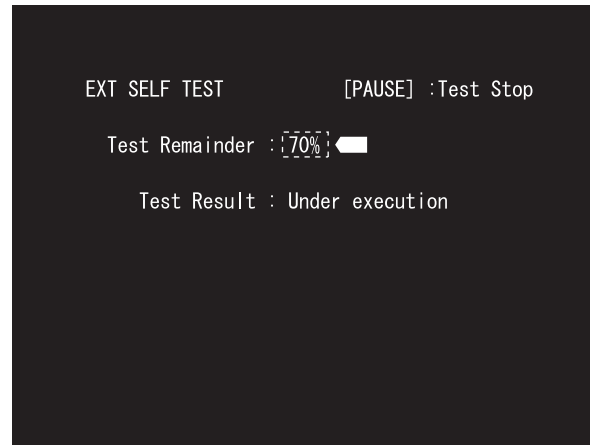 EXT SELF TEST [PAUSE] :Test Stop
Test Remainder : 70%
Test Result : Under execution